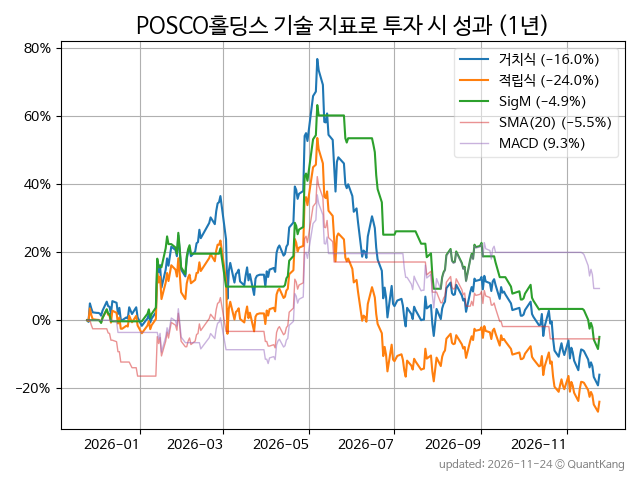 POSCO홀딩스 기술 지표로 투자 시 성과 (1년)
80%
60%
40%
20%
0%
−20%
거치식 (−16.0%)
적립식 (−24.0%)
SigM (−4.9%)
SMA(20) (−5.5%)
MACD (9.3%)
2026-01
2026-03
2026-05
2026-07
2026-09
2026-11
updated: 2026-11-24 © QuantKang